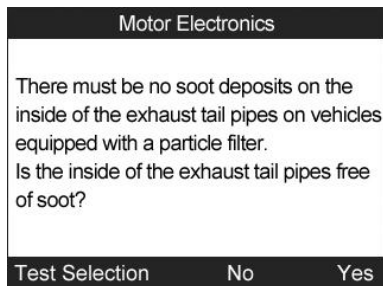 Motor Electronics
There must be no soot deposits on the
inside of the exhaust tail pipes on vehicles
equipped with a particle filter.
Is the inside of the exhaust tail pipes free
of soot?
Test Selection No Yes